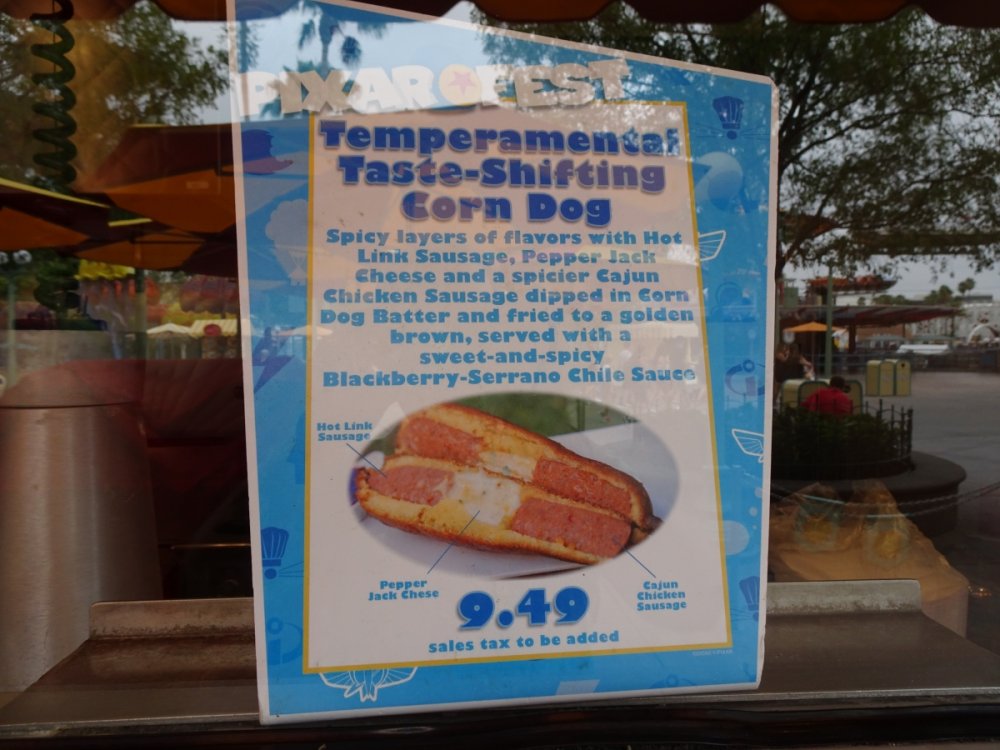 PIXAR FEST
Temperamental
Taste-Shifting
Corn Dog
Spicy layers of flavors with Hot
Link Sausage, Pepper Jack
Cheese and a spicier Cajun
Chicken Sausage dipped in Corn
Dog Batter and fried to a golden
brown, served with a
sweet-and-spicy
Blackberry-Serrano Chile Sauce
Hot Link
Sausage
Pepper
Jack Chese
Cajun
Chicken
Sausage
9.49
sales tax to be added
©DISNEY/PIXAR